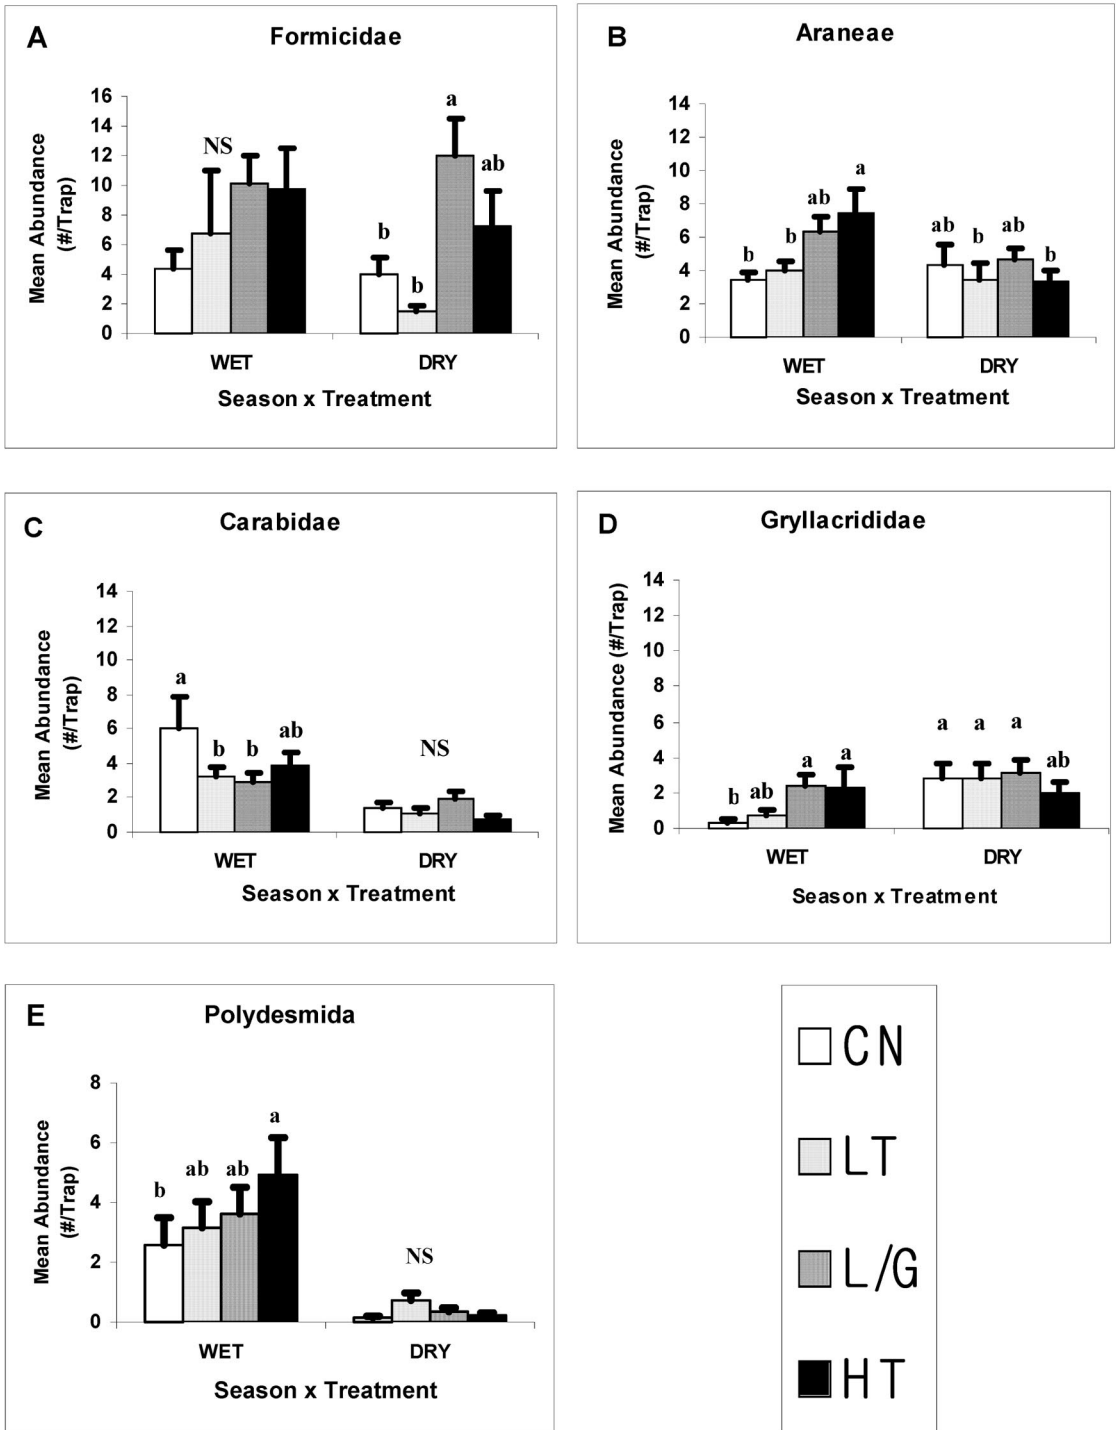 A
Formicidae
Mean Abundance
(#/Trap)
16
14
12
10
8
6
4
2
0
NS
b
b
a
ab
WET
DRY
Season x Treatment
B
Araneae
Mean Abundance
(#/Trap)
14
12
10
8
6
4
2
0
b
b
ab
a
ab
b
ab
b
WET
DRY
Season x Treatment
C
Carabidae
Mean Abundance
(#/Trap)
14
12
10
8
6
4
2
0
a
b
b
ab
NS
WET
DRY
Season x Treatment
D
Gryllacrididae
Mean Abundance (#/Trap)
14
12
10
8
6
4
2
0
b
ab
a
a
a
a
a
ab
WET
DRY
Season x Treatment
E
Polydesmida
Mean Abundance
(#/Trap)
8
6
4
2
0
b
ab
ab
a
NS
WET
DRY
Season x Treatment
CN
LT
L/G
HT